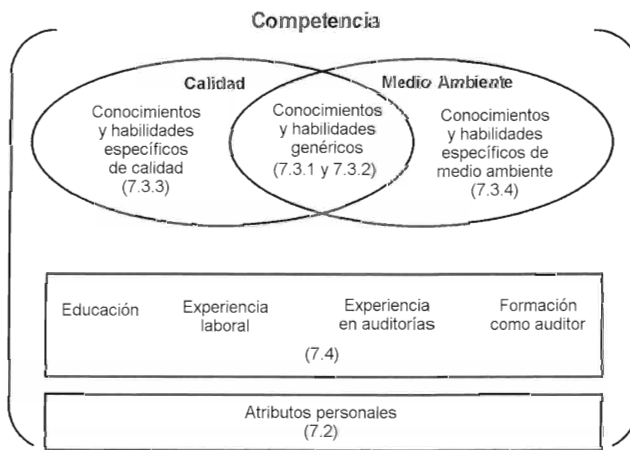 Competencia
Calidad
Medio Ambiente
Conocimientos
y habilidades
específicos
de calidad
(7.3.3)
Conocimientos
y habilidades
genéricos
(7.3.1 y 7.3.2)
Conocimientos
y habilidades
específicos de
medio ambiente
(7.3.4)
Educación
Experiencia
laboral
Experiencia
en auditorías
Formación
como auditor
(7.4)
Atributos personales
(7.2)